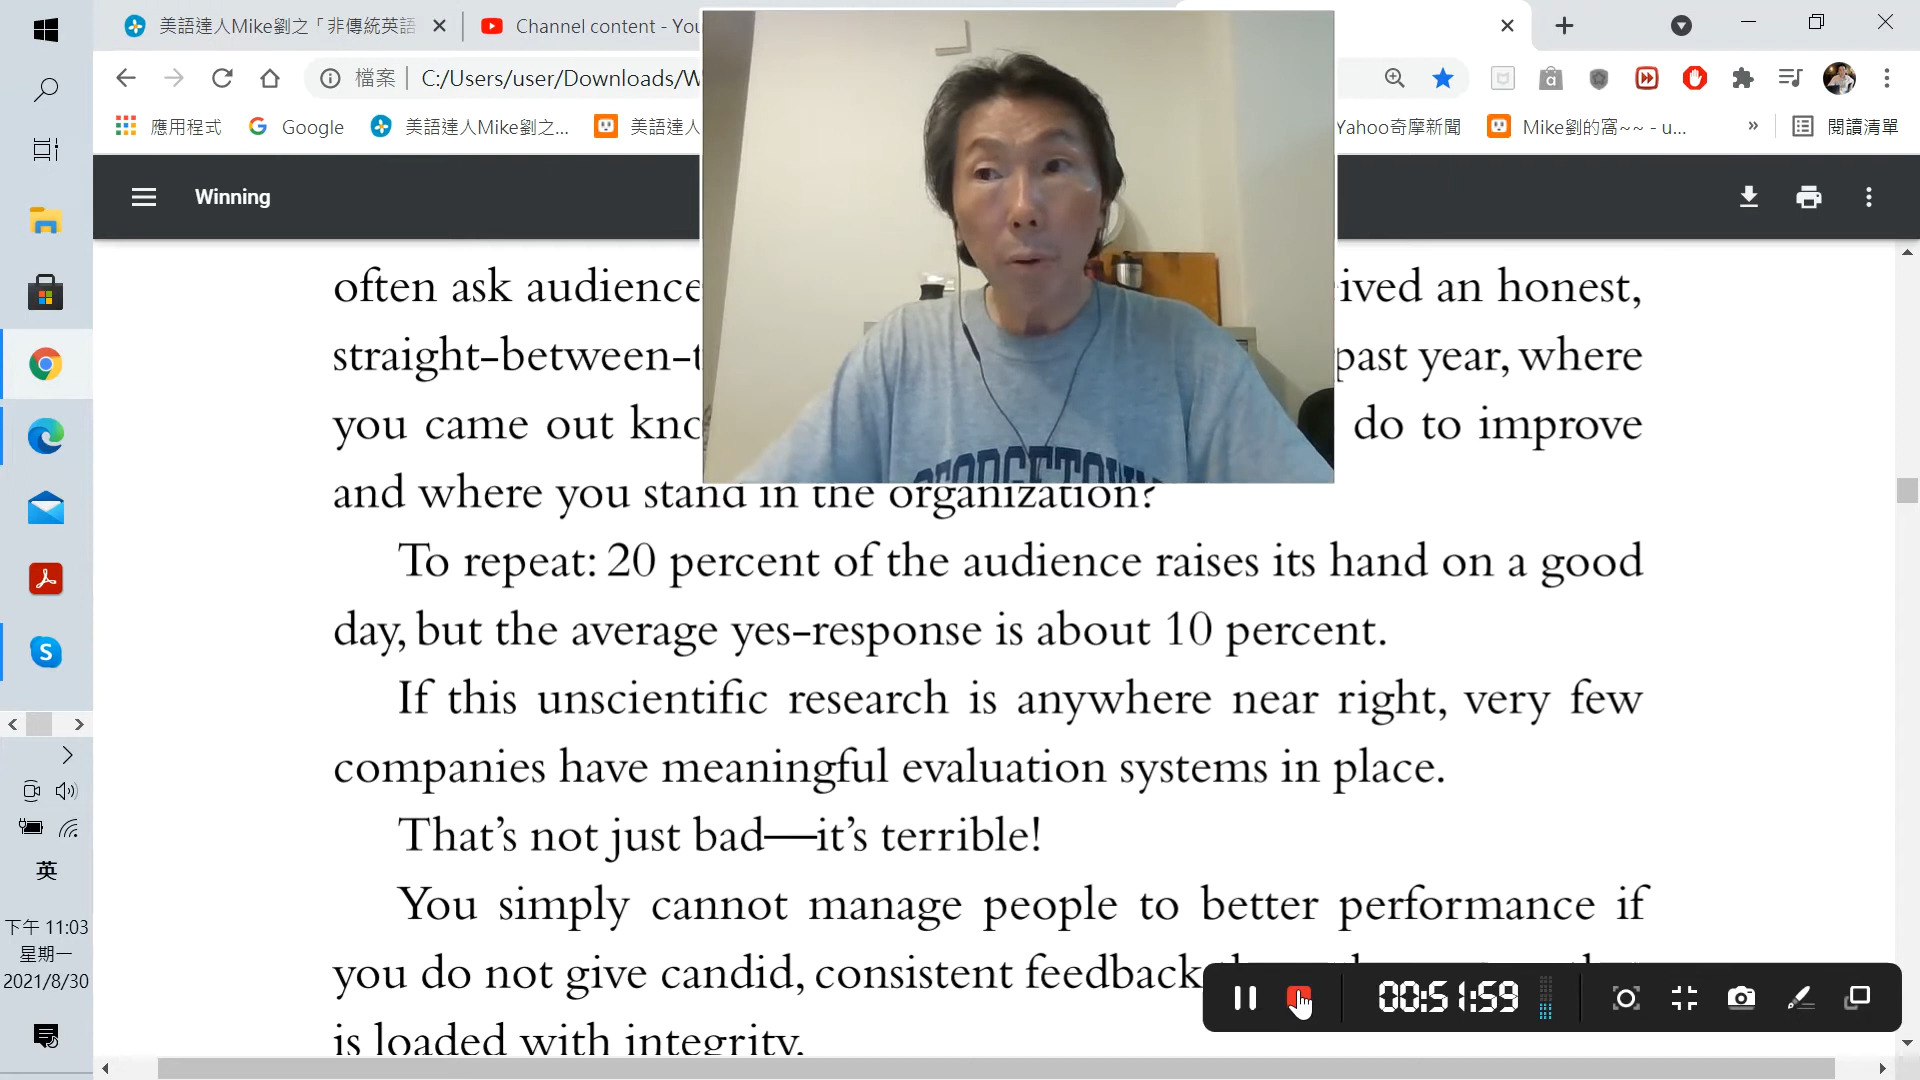 美語達人Mike劉之「非傳統英語
Channel content - You
檔案
C:/Users/user/Downloads/W
應用程式
Google
美語達人Mike劉之...
美語達人
Yahoo奇摩新聞
Mike劉的窩~~ - u...
»
閱讀清單
Winning
often ask audience
ived an honest,
straight-between-t
past year, where
you came out kno
do to improve
and where you stand in the organization?
To repeat: 20 percent of the audience raises its hand on a good
day, but the average yes-response is about 10 percent.
If this unscientific research is anywhere near right, very few
companies have meaningful evaluation systems in place.
That's not just bad—it's terrible!
You simply cannot manage people to better performance if
you do not give candid, consistent feedback
is loaded with integrity.
GEORGETOWN
00:51:59
英
下午 11:03
星期一
2021/8/30